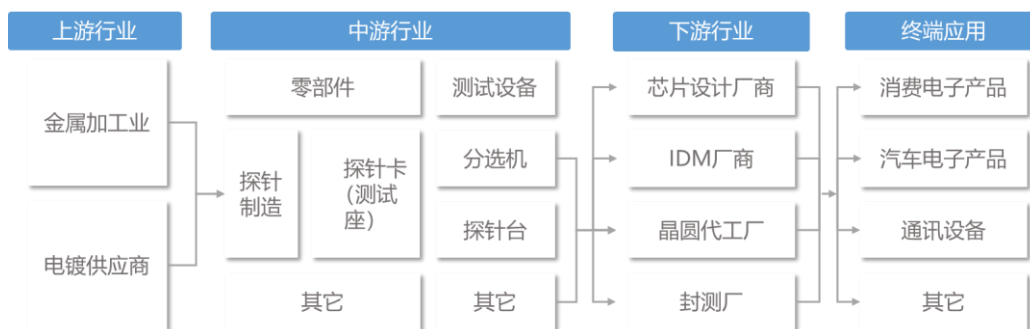 上游行业
中游行业
下游行业
终端应用
金属加工业
电镀供应商
零部件
测试设备
探针
制造
探针卡
(测试
座)
分选机
探针台
其它
其它
芯片设计厂商
IDM厂商
晶圆代工厂
封测厂
消费电子产品
汽车电子产品
通讯设备
其它